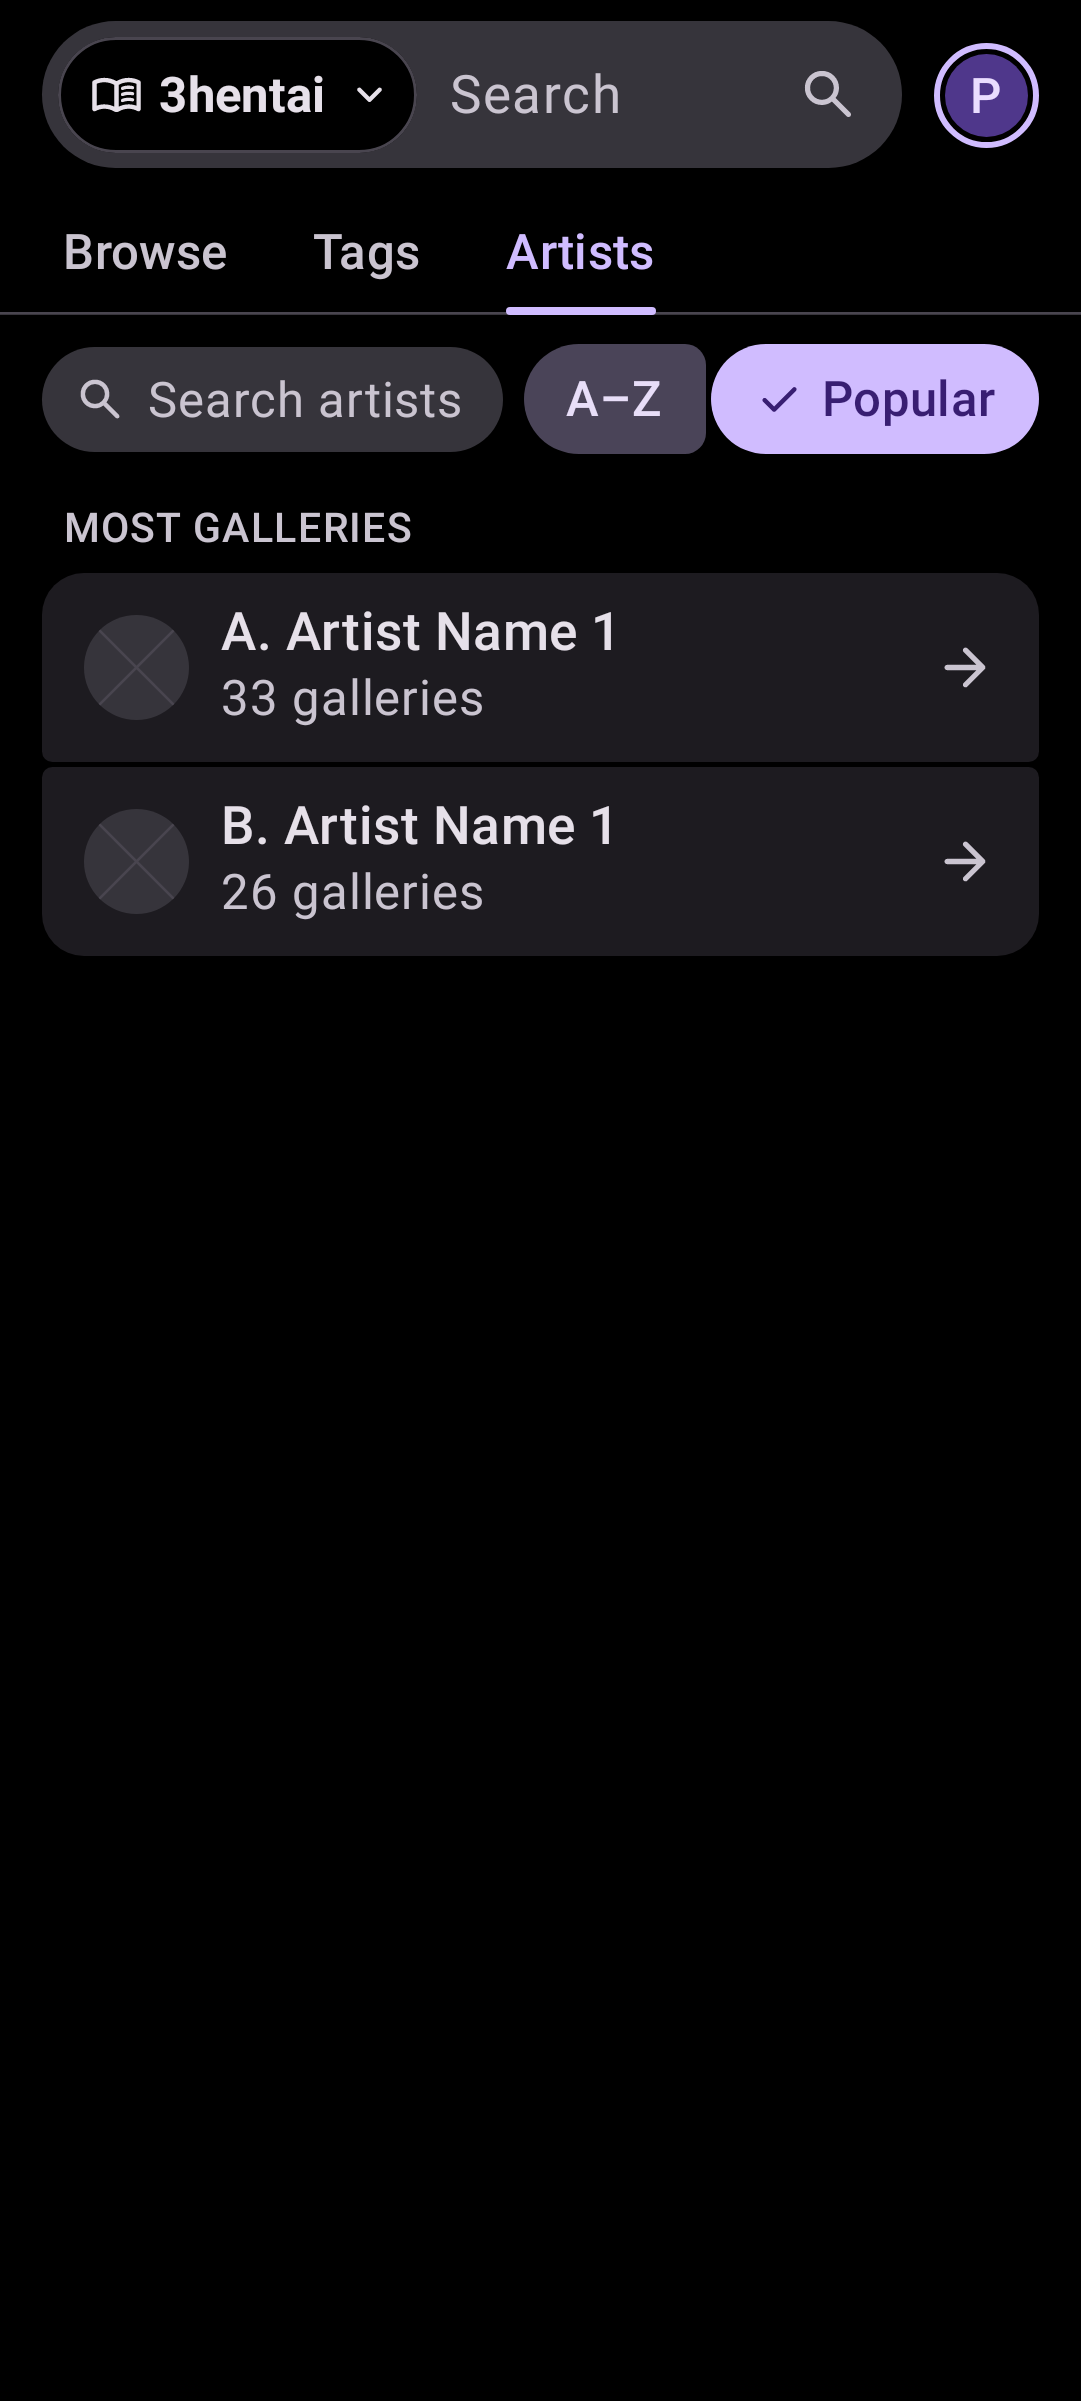 3hentai
Search
P
Browse
Tags
Artists
Search artists
A–Z
Popular
MOST GALLERIES
A. Artist Name 1
33 galleries
B. Artist Name 1
26 galleries